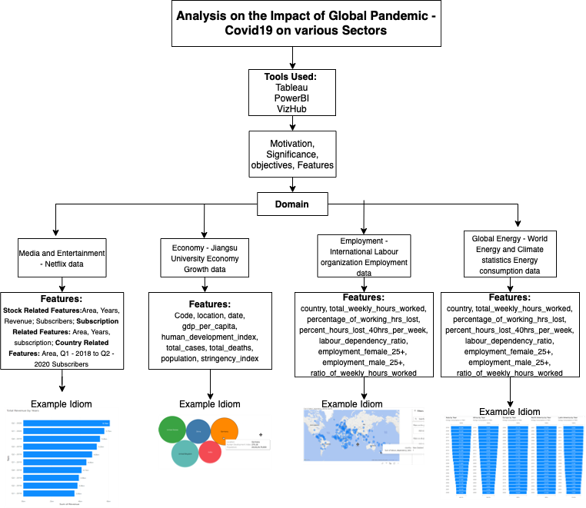 Analysis on the Impact of Global Pandemic -
Covid19 on various Sectors
Tools Used:
Tableau
PowerBI
VizHub
Motivation,
Significance,
objectives, Features
Domain
Media and Entertainment
- Netflix data
Economy - Jiangsu
University Economy
Growth data
Employment -
International Labour
organization Employment
data
Global Energy - World
Energy and Climate
statistics Energy
consumption data
Features:
Stock Related Features:Area, Years,
Revenue; Subscribers; Subscription
Related Features: Area, Years,
subscription; Country Related
Features: Area, Q1 - 2018 to Q2 -
2020 Subscribers
Features:
Code, location, date,
gdp_per_capita,
human_development_index,
total_cases, total_deaths,
population, stringency_index
Features:
country, total_weekly_hours_worked,
percentage_of_working_hrs_lost,
percent_hours_lost_40hrs_per_week,
labour_dependency_ratio,
employment_female_25+,
employment_male_25+,
ratio_of_weekly_hours_worked
Features:
country, total_weekly_hours_worked,
percentage_of_working_hrs_lost,
percent_hours_lost_40hrs_per_week,
labour_dependency_ratio,
employment_female_25+,
employment_male_25+,
ratio_of_weekly_hours_worked
Example Idiom
Example Idiom
Example Idiom
Example Idiom